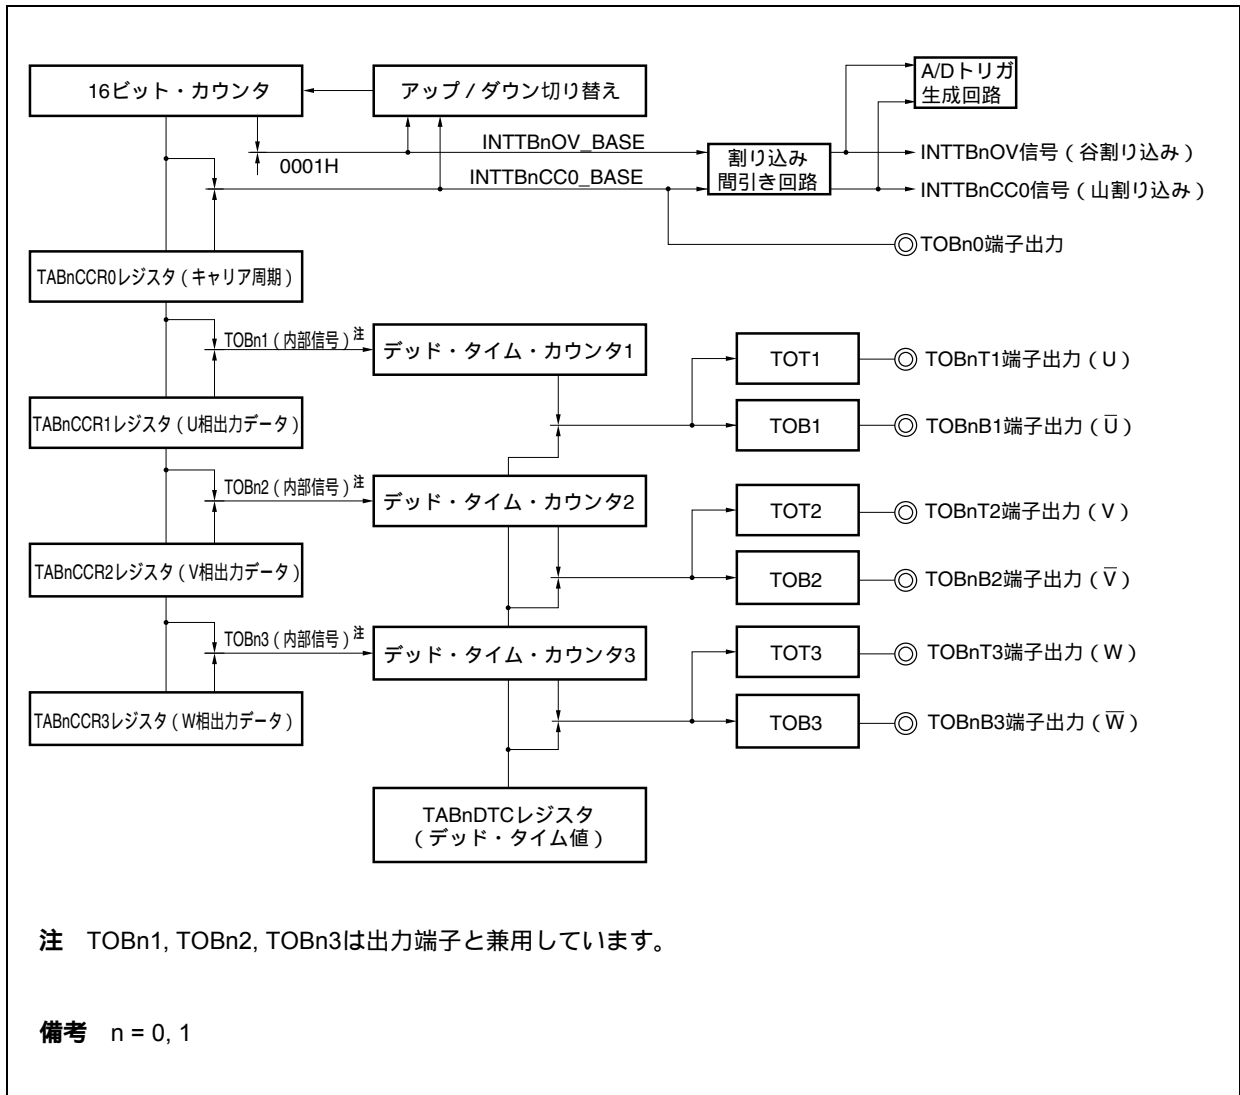 16ビット・カウンタ
アップ / ダウン切り替え
A/Dトリガ
生成回路
0001H
INTTBnOV_BASE
INTTBnCC0_BASE
割り込み
間引き回路
INTTBnOV信号（谷割り込み）
INTTBnCC0信号（山割り込み）
TOBn0端子出力
TABnCCR0レジスタ（キャリア周期）
TOBn1（内部信号）注
デッド・タイム・カウンタ1
TOT1
TOBnT1端子出力（U）
TABnCCR1レジスタ（U相出力データ）
TOB1
TOBnB1端子出力（U̅）
TOBn2（内部信号）注
デッド・タイム・カウンタ2
TOT2
TOBnT2端子出力（V）
TABnCCR2レジスタ（V相出力データ）
TOB2
TOBnB2端子出力（V̅）
TOBn3（内部信号）注
デッド・タイム・カウンタ3
TOT3
TOBnT3端子出力（W）
TABnCCR3レジスタ（W相出力データ）
TOB3
TOBnB3端子出力（W̅）
TABnDTCレジスタ
（デッド・タイム値）
注 TOBn1, TOBn2, TOBn3は出力端子と兼用しています。
備考 n = 0, 1